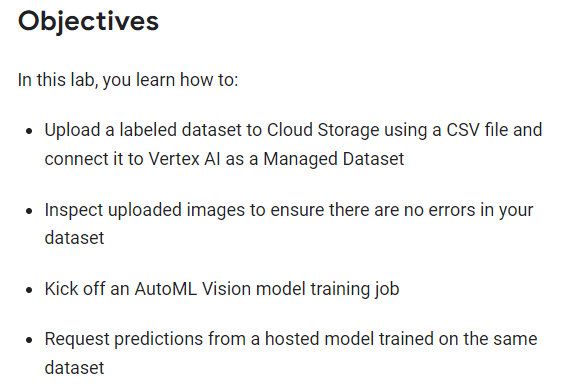 Objectives
In this lab, you learn how to:
• Upload a labeled dataset to Cloud Storage using a CSV file and
connect it to Vertex AI as a Managed Dataset
• Inspect uploaded images to ensure there are no errors in your
dataset
• Kick off an AutoML Vision model training job
• Request predictions from a hosted model trained on the same
dataset